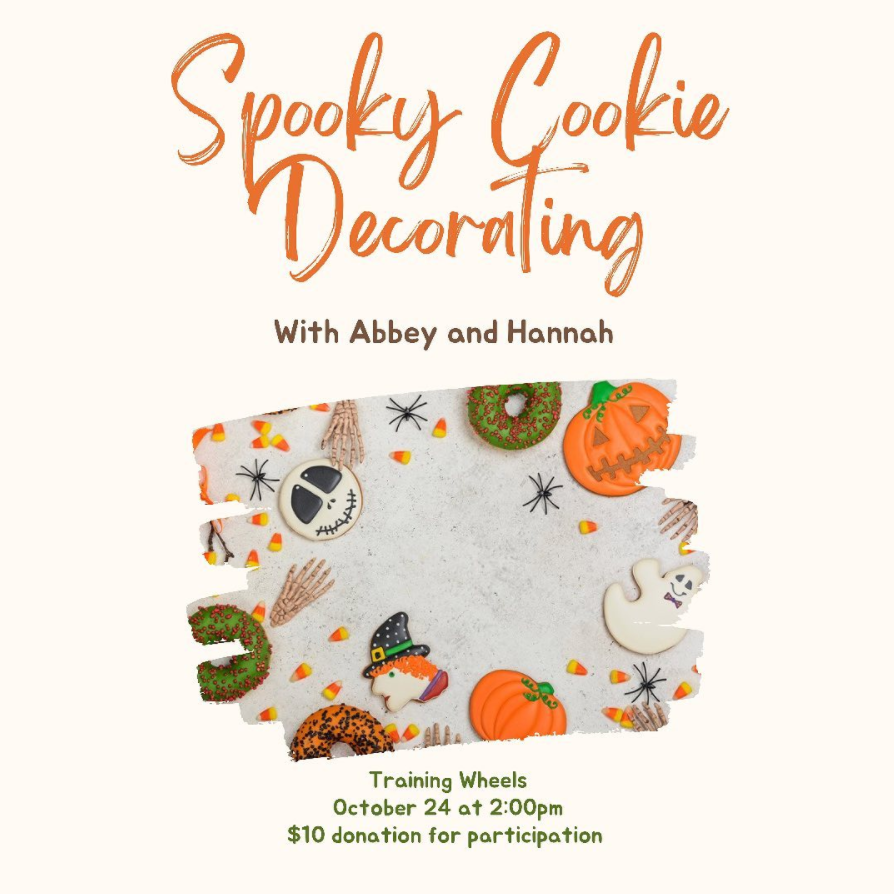 Spooky Cookie
Decorating
With Abbey and Hannah
Training Wheels
October 24 at 2:00pm
$10 donation for participation